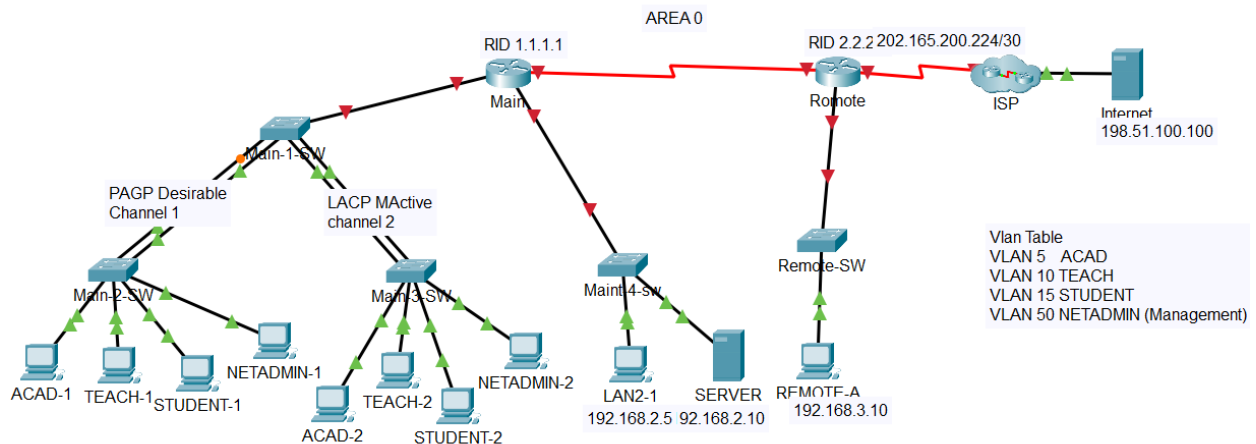 AREA 0
RID 1.1.1.1
RID 2.2.2
202.165.200.224/30
Main
Romote
ISP
Internet
198.51.100.100
Main-1-SW
PAGP Desirable
Channel 1
LACP MActive
channel 2
Main-2-SW
Main-3-SW
Maint-4-sw
Remote-SW
Vlan Table
VLAN 5 ACAD
VLAN 10 TEACH
VLAN 15 STUDENT
VLAN 50 NETADMIN (Management)
ACAD-1
TEACH-1
STUDENT-1
NETADMIN-1
ACAD-2
TEACH-2
STUDENT-2
NETADMIN-2
LAN2-1
192.168.2.5
SERVER
92.168.2.10
REMOTE-A
192.168.3.10